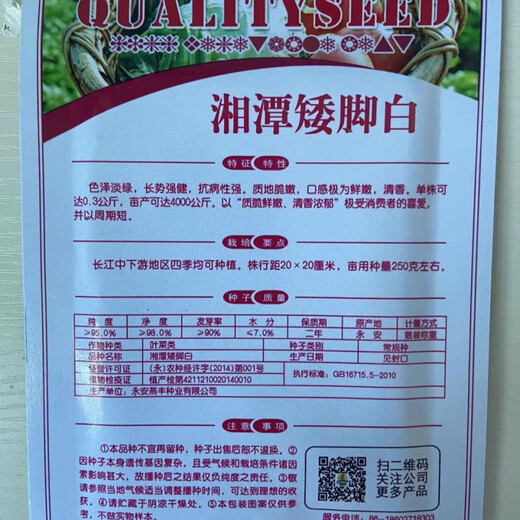 QUALITYSEED
湘潭矮脚白
特征 特性
色泽淡绿，长势强健，抗病性强。质地脆嫩，口感极为鲜嫩，清香。单株可
达0.3公斤，亩产可达4000公斤。以“质脆鲜嫩、清香浓郁”极受消费者的喜爱，
并以周期短。
栽培 要点
长江中下游地区四季均可种植。株行距20×20厘米，亩用种量250克左右。
种子 质量
纯 度 净 度 发芽率 水 分 保质期 原产地 计量方式
≥95.0% ≥98.0% ≥90% ≤7.0% 二年 永 安 散装称重
作物种类 叶菜类 种子类别 常规种
品种名称 湘潭矮脚白 生产日期 见封口
经营许可证 (永)农种经许字(2014)第001号 执行标准：GB16715.5-2010
植物检疫证 植产检第4211210020140010
生产单位：永安燕丰种业有限公司
注意 事项
①本品种不宜再留种，种子出售后恕不退换。②
因种子本身遗传基因复杂，且受气候和栽培条件诸因
素影响甚大，故播种后之结果仅负纯度之责任。③敬
请参照当地气候适当调整播种时间，可达到理想的收
获。④请贮藏于阴凉干燥处。⑤本包装图案仅供参
考，不做实物样本。
扫二维码
关注公司
更多产品
服务电话：86-18602718303